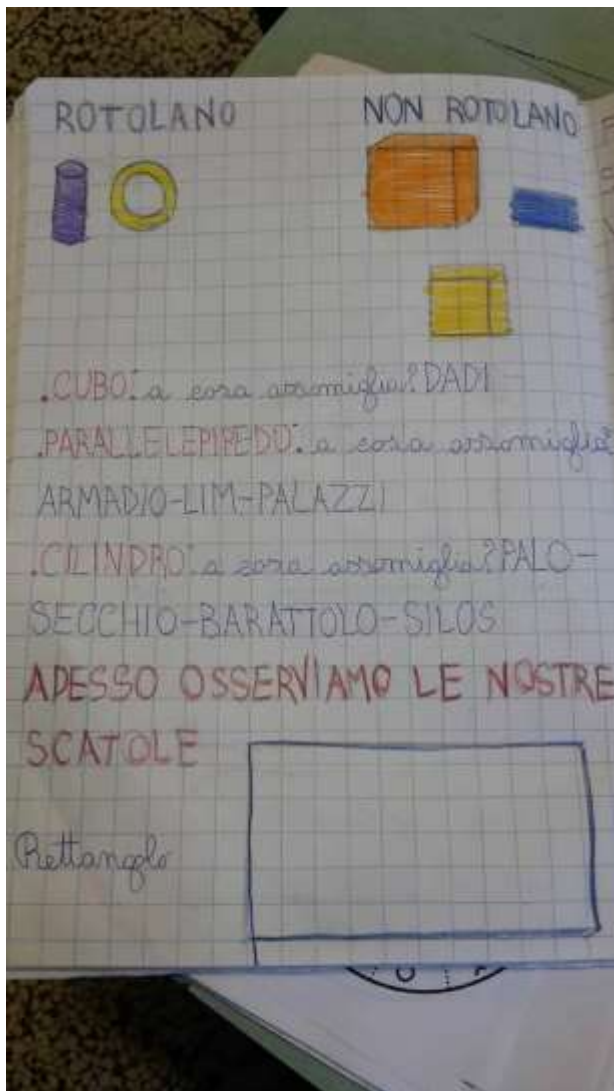 ROTOLANO
NON ROTOLANO
.CUBO: a cosa assomiglia? DADI
.PARALLELEPIPEDO: a cosa assomiglia?
ARMADIO-LIM-PALAZZI
.CILINDRO: a cosa assomiglia? PALO-
SECCHIO-BARATTOLO-SILOS
ADESSO OSSERVIAMO LE NOSTRE
SCATOLE
Rettangolo